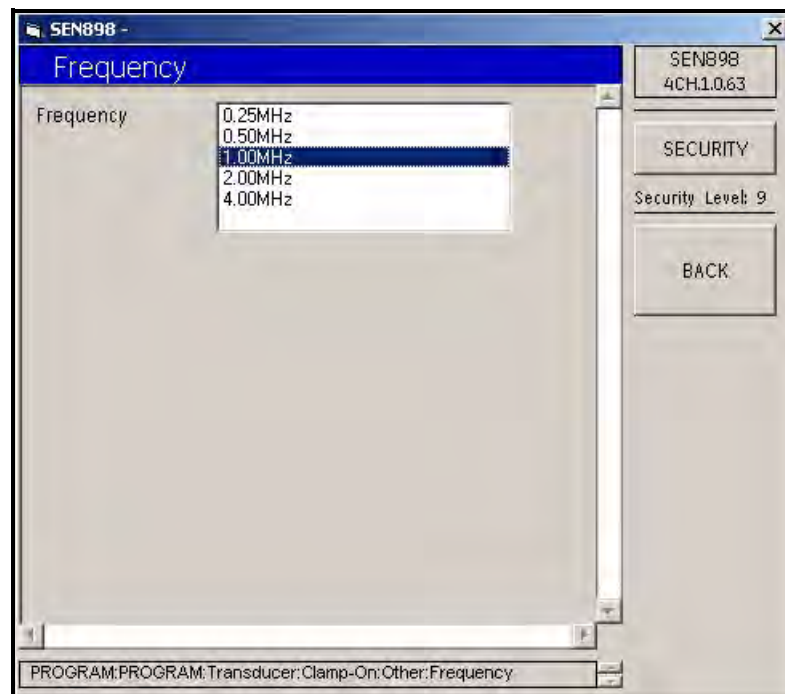 SEN898 -
Frequency
Frequency
0.25MHz
0.50MHz
1.00MHz
2.00MHz
4.00MHz
SEN898
4CH.1.0.63
SECURITY
Security Level: 9
BACK
PROGRAM:PROGRAM:Transducer:Clamp-On:Other:Frequency